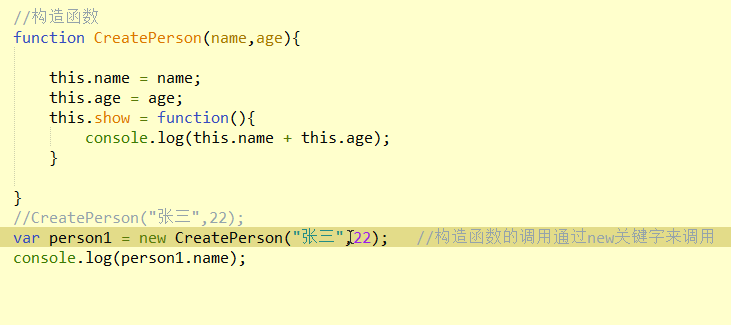 //构造函数
function CreatePerson(name,age){
this.name = name;
this.age = age;
this.show = function(){
console.log(this.name + this.age);
}
}
//CreatePerson("张三",22);
var person1 = new CreatePerson("张三",22); //构造函数的调用通过new关键字来调用
console.log(person1.name);